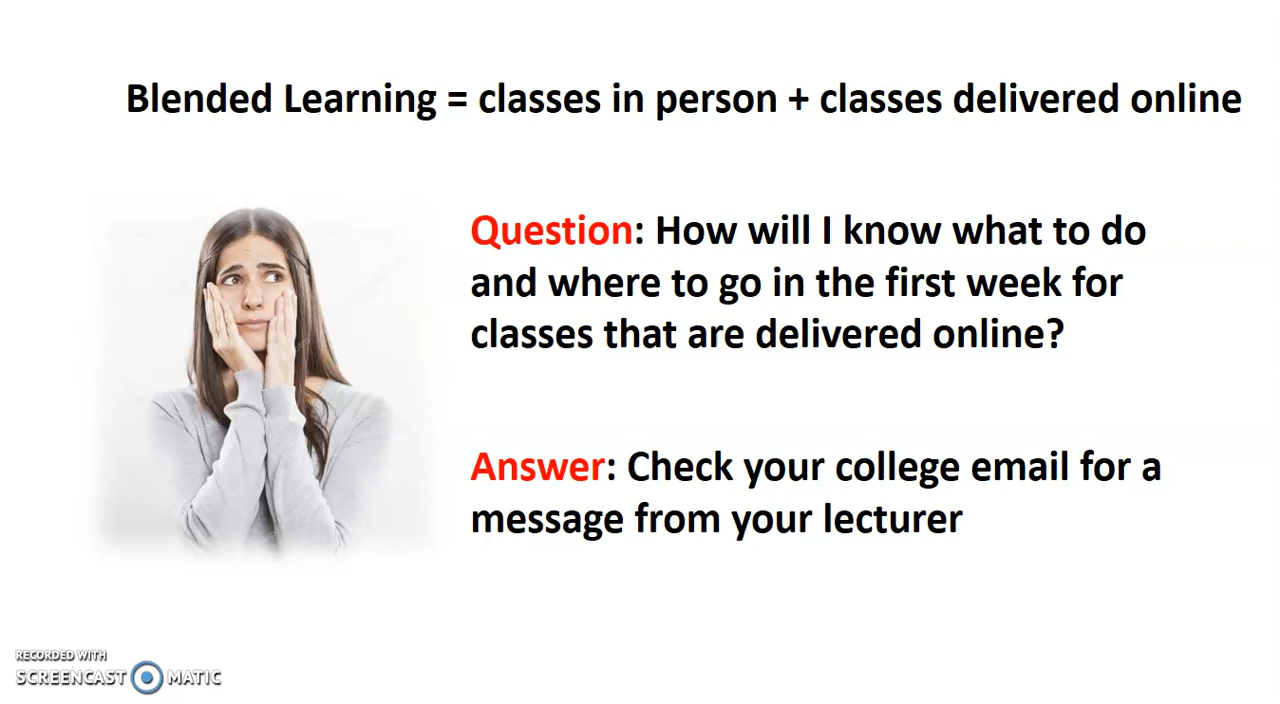 Blended Learning = classes in person + classes delivered online
Question: How will I know what to do
and where to go in the first week for
classes that are delivered online?
Answer: Check your college email for a
message from your lecturer
RECORDED WITH
SCREENCAST MATIC